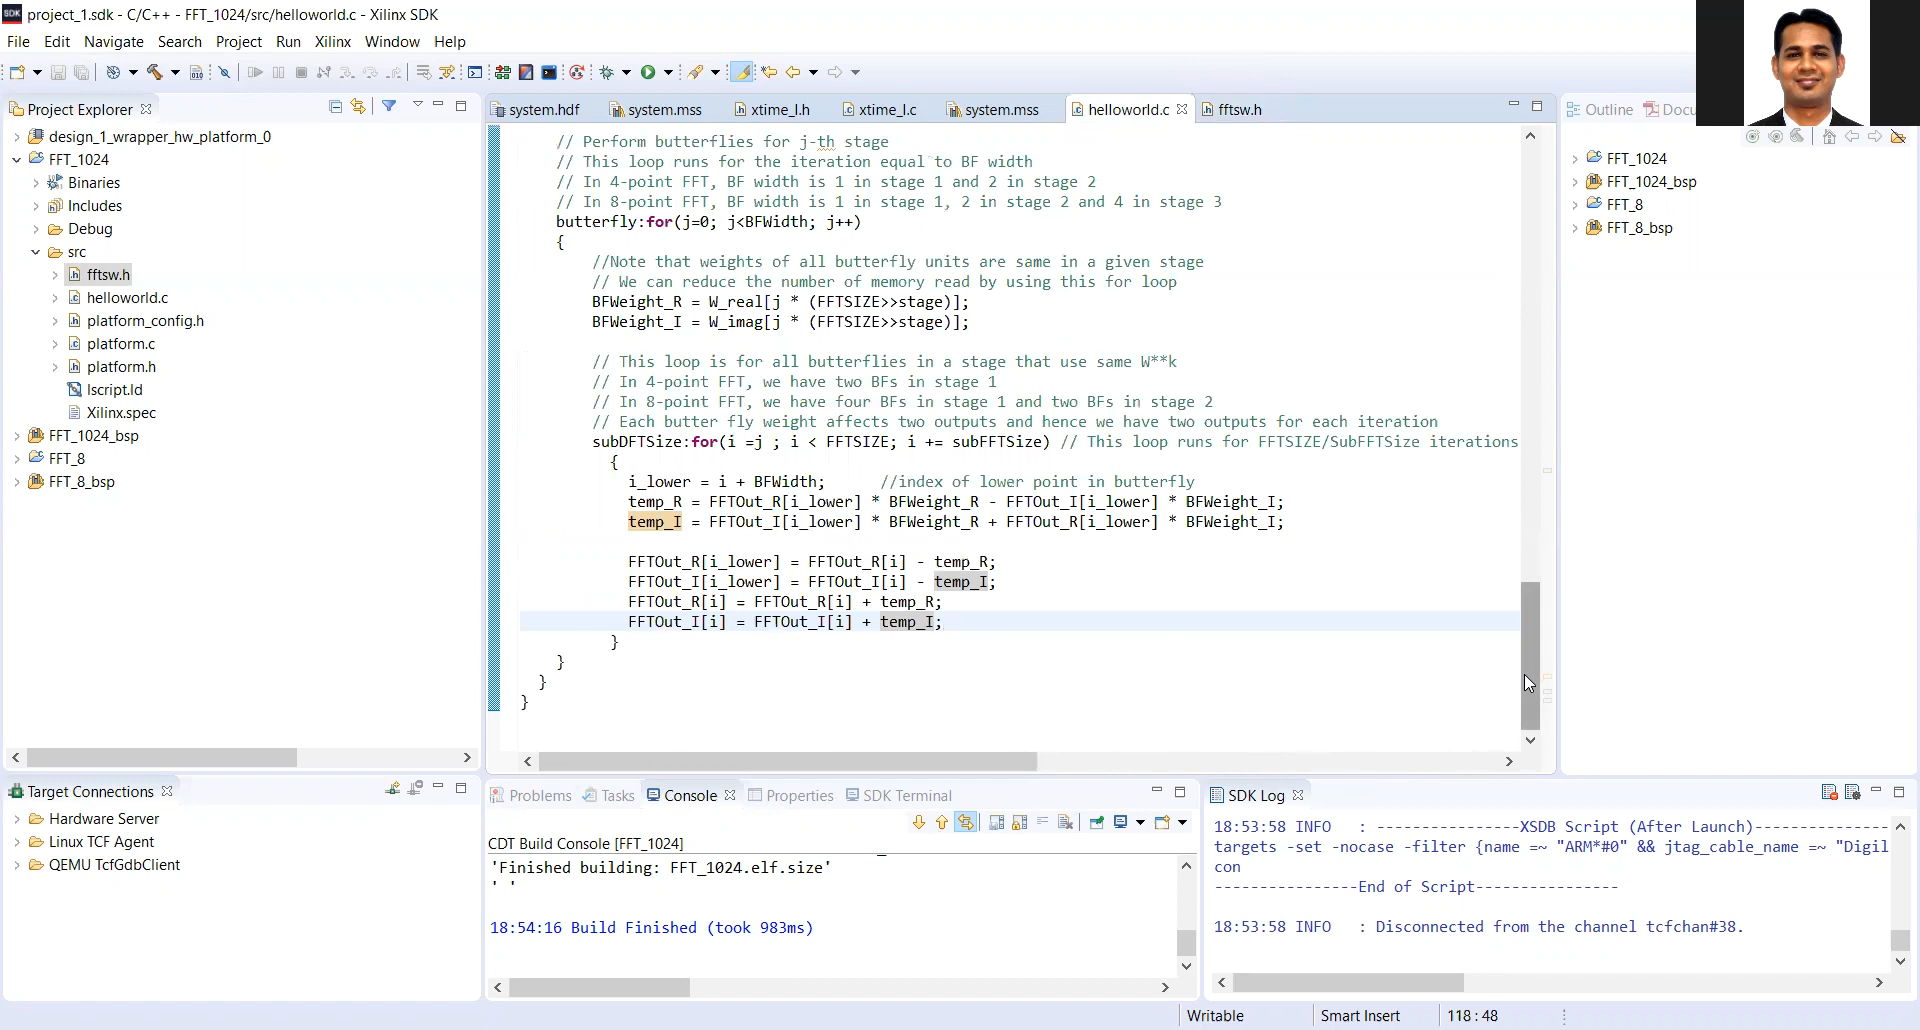 SDK project_1.sdk - C/C++ - FFT_1024/src/helloworld.c - Xilinx SDK
File Edit Navigate Search Project Run Xilinx Window Help
Project Explorer
design_1_wrapper_hw_platform_0
FFT_1024
Binaries
Includes
Debug
src
fftsw.h
helloworld.c
platform_config.h
platform.c
platform.h
lscript.ld
Xilinx.spec
FFT_1024_bsp
FFT_8
FFT_8_bsp
Target Connections
Hardware Server
Linux TCF Agent
QEMU TcfGdbClient
system.hdf system.mss xtime_l.h xtime_l.c system.mss helloworld.c fftsw.h
// Perform butterflies for j-th stage
// This loop runs for the iteration equal to BF width
// In 4-point FFT, BF width is 1 in stage 1 and 2 in stage 2
// In 8-point FFT, BF width is 1 in stage 1, 2 in stage 2 and 4 in stage 3
butterfly:for(j=0; j<BFWidth; j++)
{
//Note that weights of all butterfly units are same in a given stage
// We can reduce the number of memory read by using this for loop
BFWeight_R = W_real[j * (FFTSIZE>>stage)];
BFWeight_I = W_imag[j * (FFTSIZE>>stage)];
// This loop is for all butterflies in a stage that use same W**k
// In 4-point FFT, we have two BFs in stage 1
// In 8-point FFT, we have four BFs in stage 1 and two BFs in stage 2
// Each butter fly weight affects two outputs and hence we have two outputs for each iteration
subDFTSize:for(i =j ; i < FFTSIZE; i += subFFTSize) // This loop runs for FFTSIZE/SubFFTSize iterations
{
i_lower = i + BFWidth; //index of lower point in butterfly
temp_R = FFTOut_R[i_lower] * BFWeight_R - FFTOut_I[i_lower] * BFWeight_I;
temp_I = FFTOut_I[i_lower] * BFWeight_R + FFTOut_R[i_lower] * BFWeight_I;
FFTOut_R[i_lower] = FFTOut_R[i] - temp_R;
FFTOut_I[i_lower] = FFTOut_I[i] - temp_I;
FFTOut_R[i] = FFTOut_R[i] + temp_R;
FFTOut_I[i] = FFTOut_I[i] + temp_I;
}
}
}
}
Problems Tasks Console Properties SDK Terminal
CDT Build Console [FFT_1024]
'Finished building: FFT_1024.elf.size'
' '
18:54:16 Build Finished (took 983ms)
Outline Docu
FFT_1024
FFT_1024_bsp
FFT_8
FFT_8_bsp
SDK Log
18:53:58 INFO : ----------------XSDB Script (After Launch)----------------
targets -set -nocase -filter {name =~ "ARM*#0" && jtag_cable_name =~ "Digil
con
----------------End of Script----------------
18:53:58 INFO : Disconnected from the channel tcfchan#38.
Writable Smart Insert 118 : 48